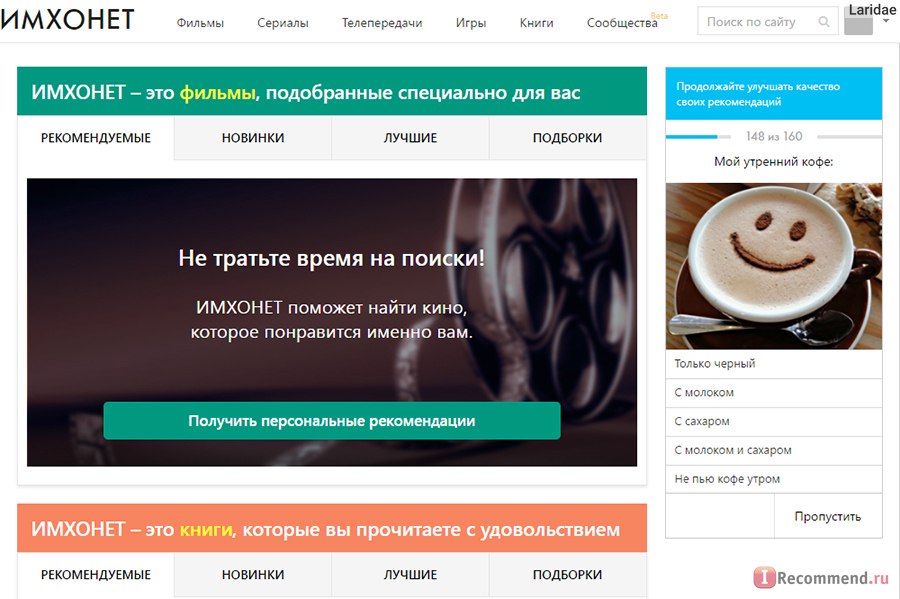 ИМХОНЕТ
Фильмы Сериалы Телепередачи Игры Книги Сообщества Beta
Поиск по сайту
Laridae
ИМХОНЕТ – это фильмы, подобранные специально для вас
РЕКОМЕНДУЕМЫЕ НОВИНКИ ЛУЧШИЕ ПОДБОРКИ
Не тратьте время на поиски!
ИМХОНЕТ поможет найти кино,
которое понравится именно вам.
Получить персональные рекомендации
ИМХОНЕТ – это книги, которые вы прочитаете с удовольствием
РЕКОМЕНДУЕМЫЕ НОВИНКИ ЛУЧШИЕ ПОДБОРКИ
Продолжайте улучшать качество
своих рекомендаций
148 из 160
Мой утренний кофе:
Только черный
С молоком
С сахаром
С молоком и сахаром
Не пью кофе утром
Пропустить
I Recommend.ru